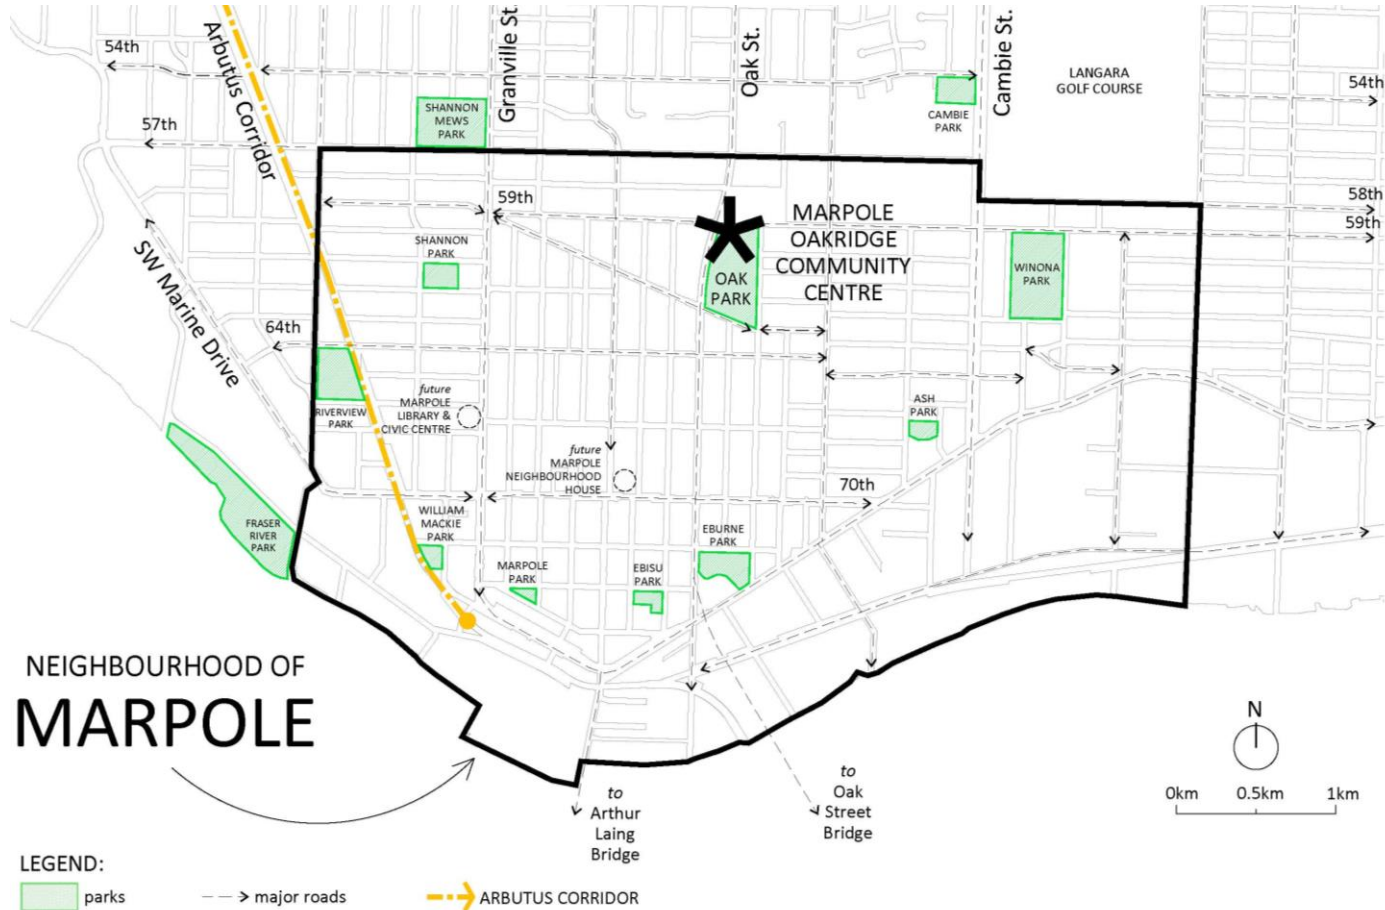 54th
Arbutus Corridor
Granville St.
Oak St.
Cambie St.
LANGARA
GOLF COURSE
54th
SHANNON
MEWS
PARK
CAMBIE
PARK
57th
58th
59th
59th
MARPOLE
OAKRIDGE
COMMUNITY
CENTRE
SHANNON
PARK
OAK
PARK
WINONA
PARK
SW Marine Drive
64th
RIVERVIEW
PARK
future
MARPOLE
LIBRARY &
CIVIC CENTRE
ASH
PARK
future
MARPOLE
NEIGHBOURHOOD
HOUSE
70th
FRASER
RIVER
PARK
WILLIAM
MACKIE
PARK
MARPOLE
PARK
EBISU
PARK
EBURNE
PARK
NEIGHBOURHOOD OF
MARPOLE
to
Arthur
Laing
Bridge
to
Oak
Street
Bridge
N
0km 0.5km 1km
LEGEND:
parks
major roads
ARBUTUS CORRIDOR